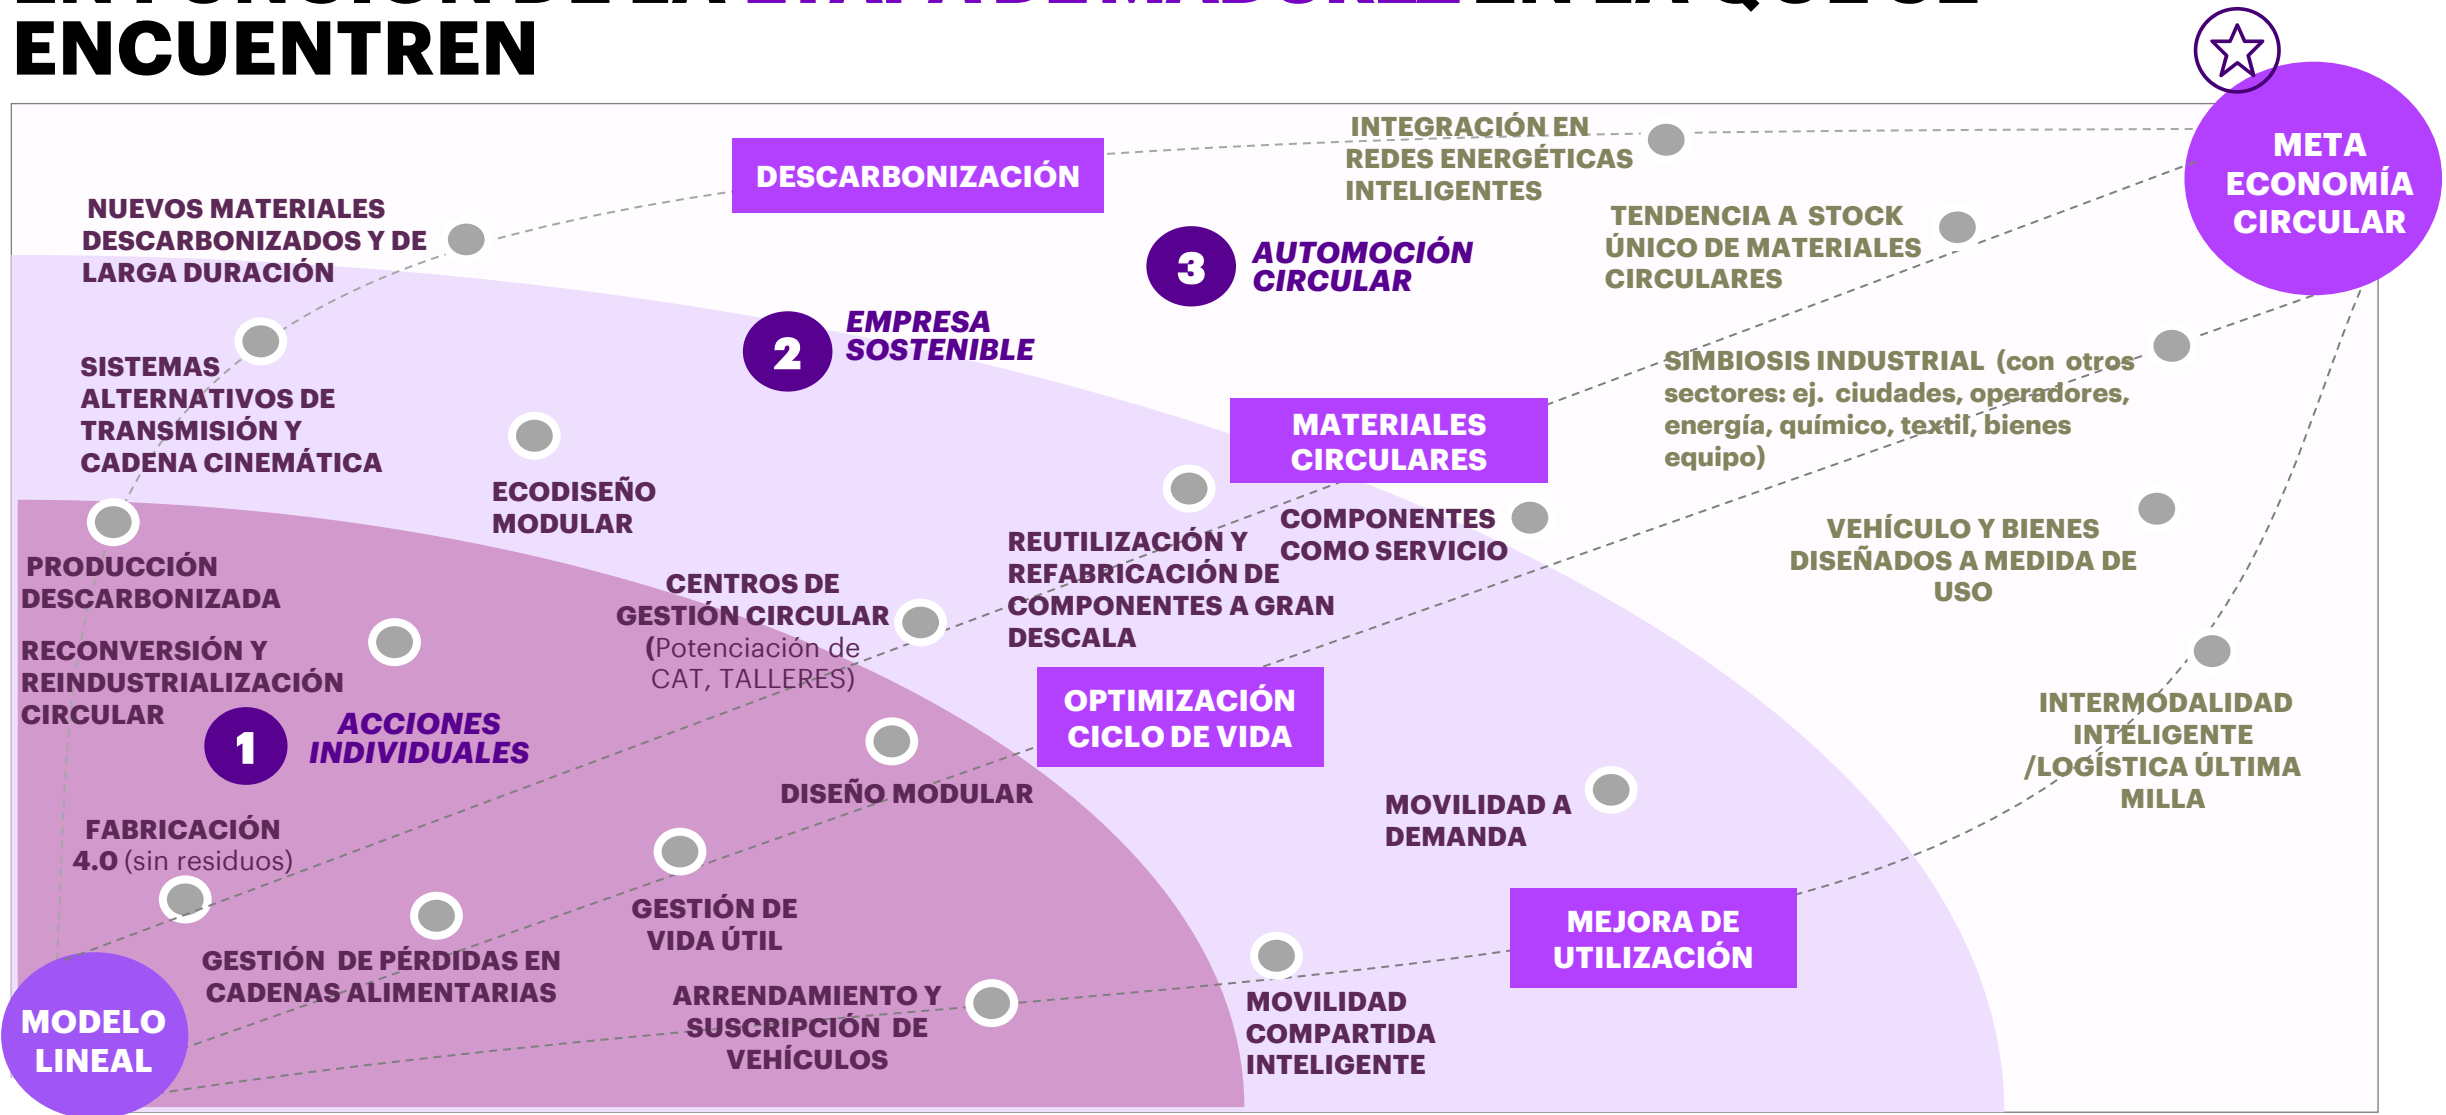 ENCUENTREN
META
ECONOMÍA
CIRCULAR
INTEGRACIÓN EN
REDES ENERGÉTICAS
INTELIGENTES
DESCARBONIZACIÓN
NUEVOS MATERIALES
DESCARBONIZADOS Y DE
LARGA DURACIÓN
TENDENCIA A STOCK
ÚNICO DE MATERIALES
CIRCULARES
3
AUTOMOCIÓN
CIRCULAR
2
EMPRESA
SOSTENIBLE
SISTEMAS
ALTERNATIVOS DE
TRANSMISIÓN Y
CADENA CINEMÁTICA
SIMBIOSIS INDUSTRIAL (con otros
sectores: ej. ciudades, operadores,
energía, químico, textil, bienes
equipo)
MATERIALES
CIRCULARES
ECODISEÑO
MODULAR
COMPONENTES
COMO SERVICIO
REUTILIZACIÓN Y
REFABRICACIÓN DE
COMPONENTES A GRAN
DESCALA
VEHÍCULO Y BIENES
DISEÑADOS A MEDIDA DE
USO
PRODUCCIÓN
DESCARBONIZADA
CENTROS DE
GESTIÓN CIRCULAR
(Potenciación de
CAT, TALLERES)
RECONVERSIÓN Y
REINDUSTRIALIZACIÓN
CIRCULAR
1
ACCIONES
INDIVIDUALES
OPTIMIZACIÓN
CICLO DE VIDA
INTERMODALIDAD
INTELIGENTE
/LOGÍSTICA ÚLTIMA
MILLA
DISEÑO MODULAR
MOVILIDAD A
DEMANDA
FABRICACIÓN
4.0 (sin residuos)
GESTIÓN DE
VIDA ÚTIL
MEJORA DE
UTILIZACIÓN
GESTIÓN DE PÉRDIDAS EN
CADENAS ALIMENTARIAS
ARRENDAMIENTO Y
SUSCRIPCIÓN DE
VEHÍCULOS
MOVILIDAD
COMPARTIDA
INTELIGENTE
MODELO
LINEAL